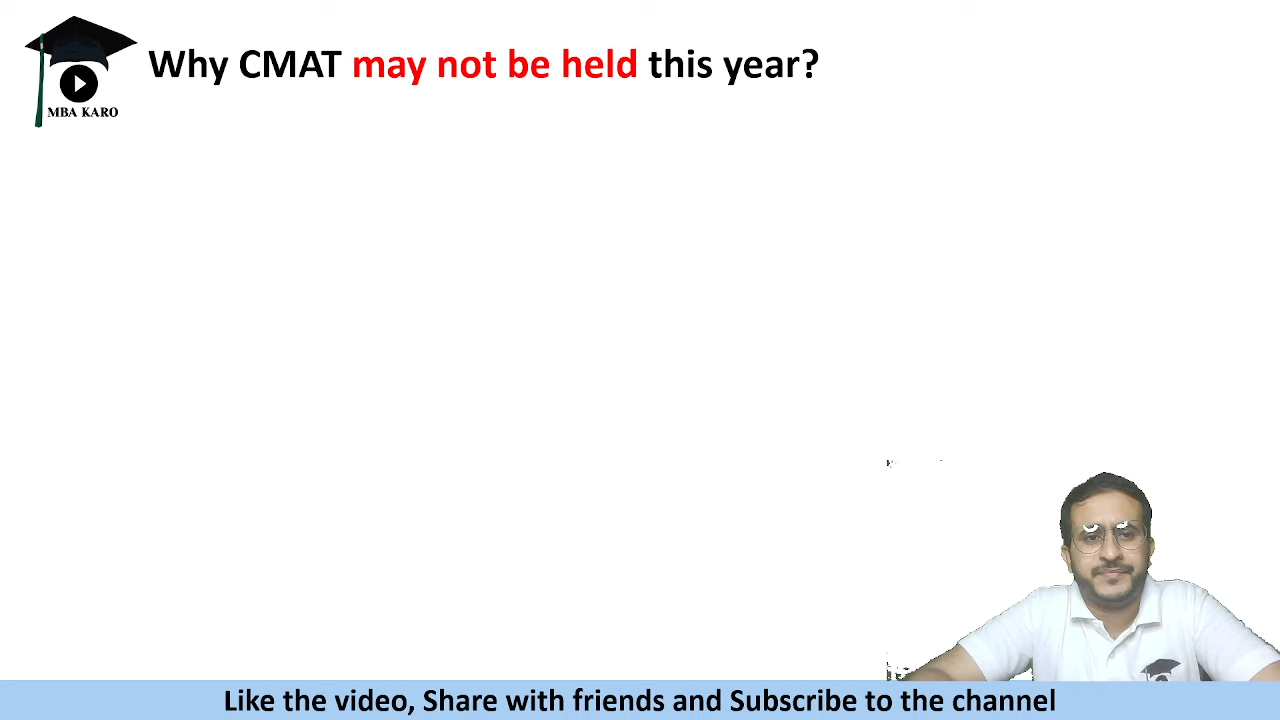 Why CMAT may not be held this year?
MBA KARO
Like the video, Share with friends and Subscribe to the channel